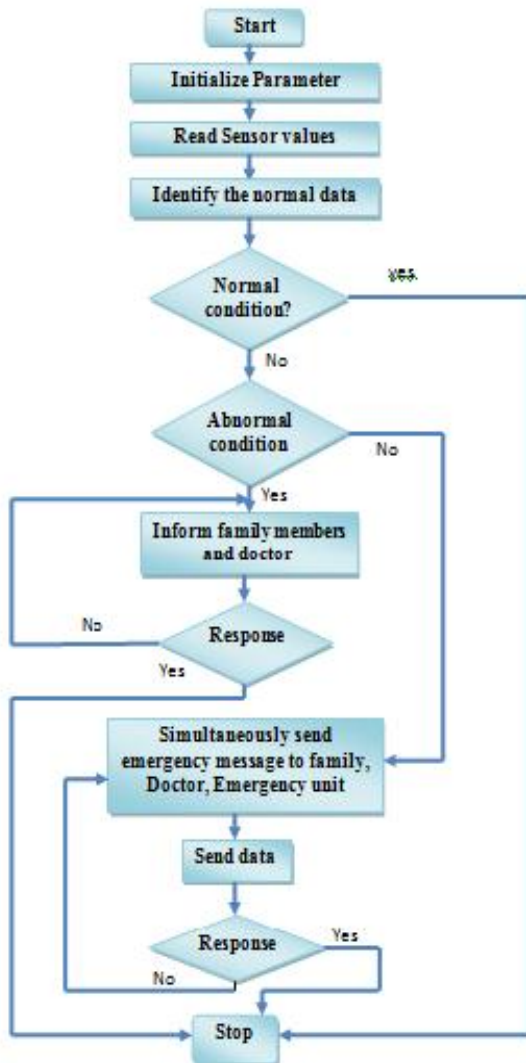 Start
Initialize Parameter
Read Sensor values
Identify the normal data
Normal
condition?
yes.
No
Abnormal
condition
No
Yes
Inform family members
and doctor
Response
No
Yes
Simultaneously send
emergency message to family,
Doctor, Emergency unit
Send data
Response
Yes
No
Stop